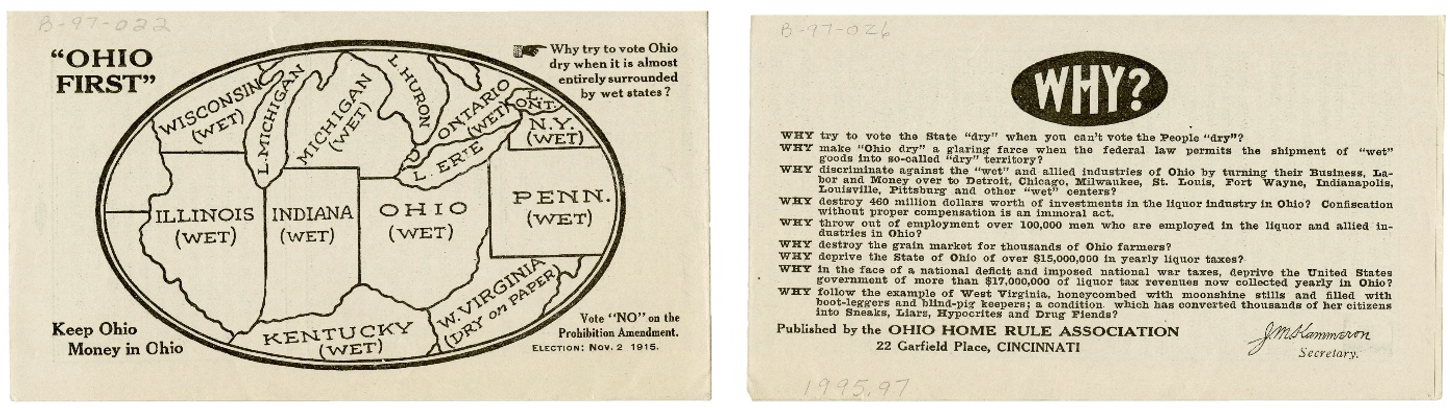 B-97-022
"OHIO
FIRST"
Why try to vote Ohio
dry when it is almost
entirely surrounded
by wet states?
WISCONSIN
(WET)
L. MICHIGAN
MICHIGAN
(WET)
L. HURON
ONTARIO
(WET)
L. ONT.
N.Y.
(WET)
L. ERIE
PENN.
(WET)
ILLINOIS
(WET)
INDIANA
(WET)
OHIO
(WET)
W. VIRGINIA
(DRY on PAPER)
KENTUCKY
(WET)
Keep Ohio
Money in Ohio
Vote "NO" on the
Prohibition Amendment.
ELECTION: NOV. 2 1915.
B-97-026
WHY?
WHY try to vote the State "dry" when you can't vote the People "dry"?
WHY make "Ohio dry" a glaring farce when the federal law permits the shipment of "wet"
goods into so-called "dry" territory?
WHY discriminate against the "wet" and allied industries of Ohio by turning their Business, La-
bor and Money over to Detroit, Chicago, Milwaukee, St. Louis, Fort Wayne, Indianapolis,
Louisville, Pittsburg and other "wet" centers?
WHY destroy 460 million dollars worth of investments in the liquor industry in Ohio? Confiscation
without proper compensation is an immoral act.
WHY throw out of employment over 100,000 men who are employed in the liquor and allied in-
dustries in Ohio?
WHY destroy the grain market for thousands of Ohio farmers?
WHY deprive the State of Ohio of over $15,000,000 in yearly liquor taxes?
WHY in the face of a national deficit and imposed national war taxes, deprive the United States
government of more than $17,000,000 of liquor tax revenues now collected yearly in Ohio?
WHY follow the example of West Virginia, honeycombed with moonshine stills and filled with
boot-leggers and blind-pig keepers; a condition which has converted thousands of her citizens
into Sneaks, Liars, Hypocrites and Drug Fiends?
Published by the OHIO HOME RULE ASSOCIATION
22 Garfield Place, CINCINNATI
J.M. Hammeron
Secretary.
1995.97